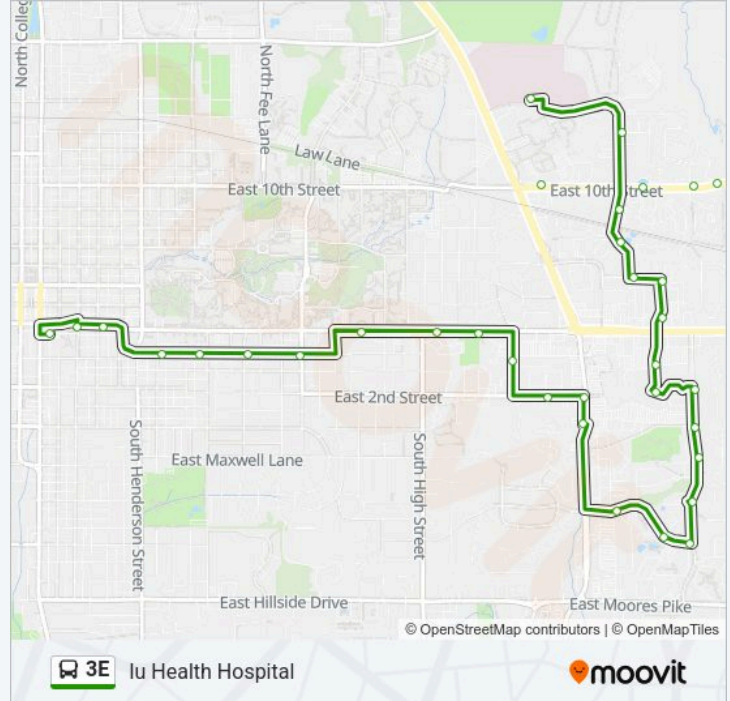 North Colleg
North Fee Lane
Law Lane
East 10th Street
East 10th Street
East 2nd Street
East Maxwell Lane
South Henderson Street
South High Street
East Hillside Drive
East Moores Pike
© OpenStreetMap contributors | © OpenMapTiles
3E Iu Health Hospital
moovit